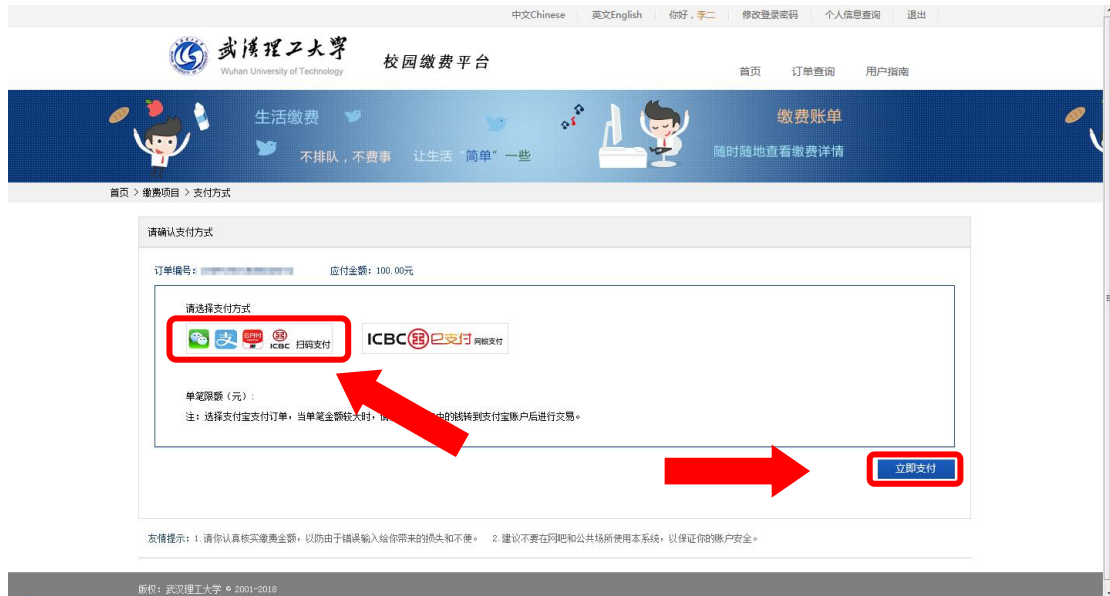 中文Chinese 英文English 你好，李二 修改登录密码 个人信息查询 退出
武汉理工大学
Wuhan University of Technology
校园缴费平台
首页 订单查询 用户指南
生活缴费
不排队，不费事 让生活“简单”一些
缴费账单
随时随地查看缴费详情
首页 > 缴费项目 > 支付方式
请确认支付方式
订单编号： 应付金额：100.00元
请选择支付方式
支 ICBC 扫码支付 ICBC e支付 网银支付
单笔限额（元）：
注：选择支付宝支付订单，当单笔金额较大时， 的钱转到支付宝账户后进行交易。
立即支付
友情提示：1.请你认真核实缴费金额，以防由于错误输入给你带来的损失和不便。 2.建议不要在网吧和公共场所使用本系统，以保证你的账户安全。
版权：武汉理工大学 © 2001-2018